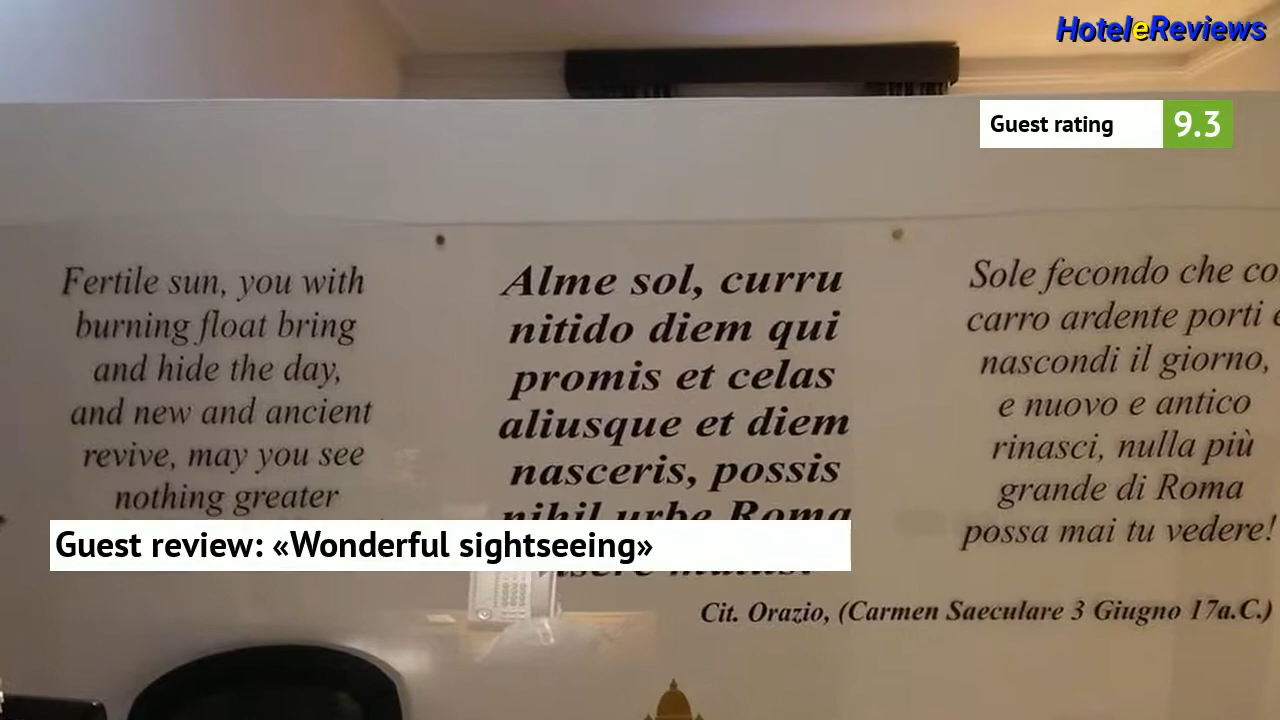 HoteleReviews
Guest rating 9.3
Fertile sun, you with
burning float bring
and hide the day,
and new and ancient
revive, may you see
nothing greater
Alme sol, curru
nitido diem qui
promis et celas
aliusque et diem
nasceris, possis
nihil urbe Roma
Sole fecondo che
carro ardente porti
nascondi il giorno,
e nuovo e antico
rinasci, nulla più
grande di Roma
possa mai tu vedere!
Guest review: «Wonderful sightseeing»
Cit. Orazio, (Carmen Saeculare 3 Giugno 17a.C.)